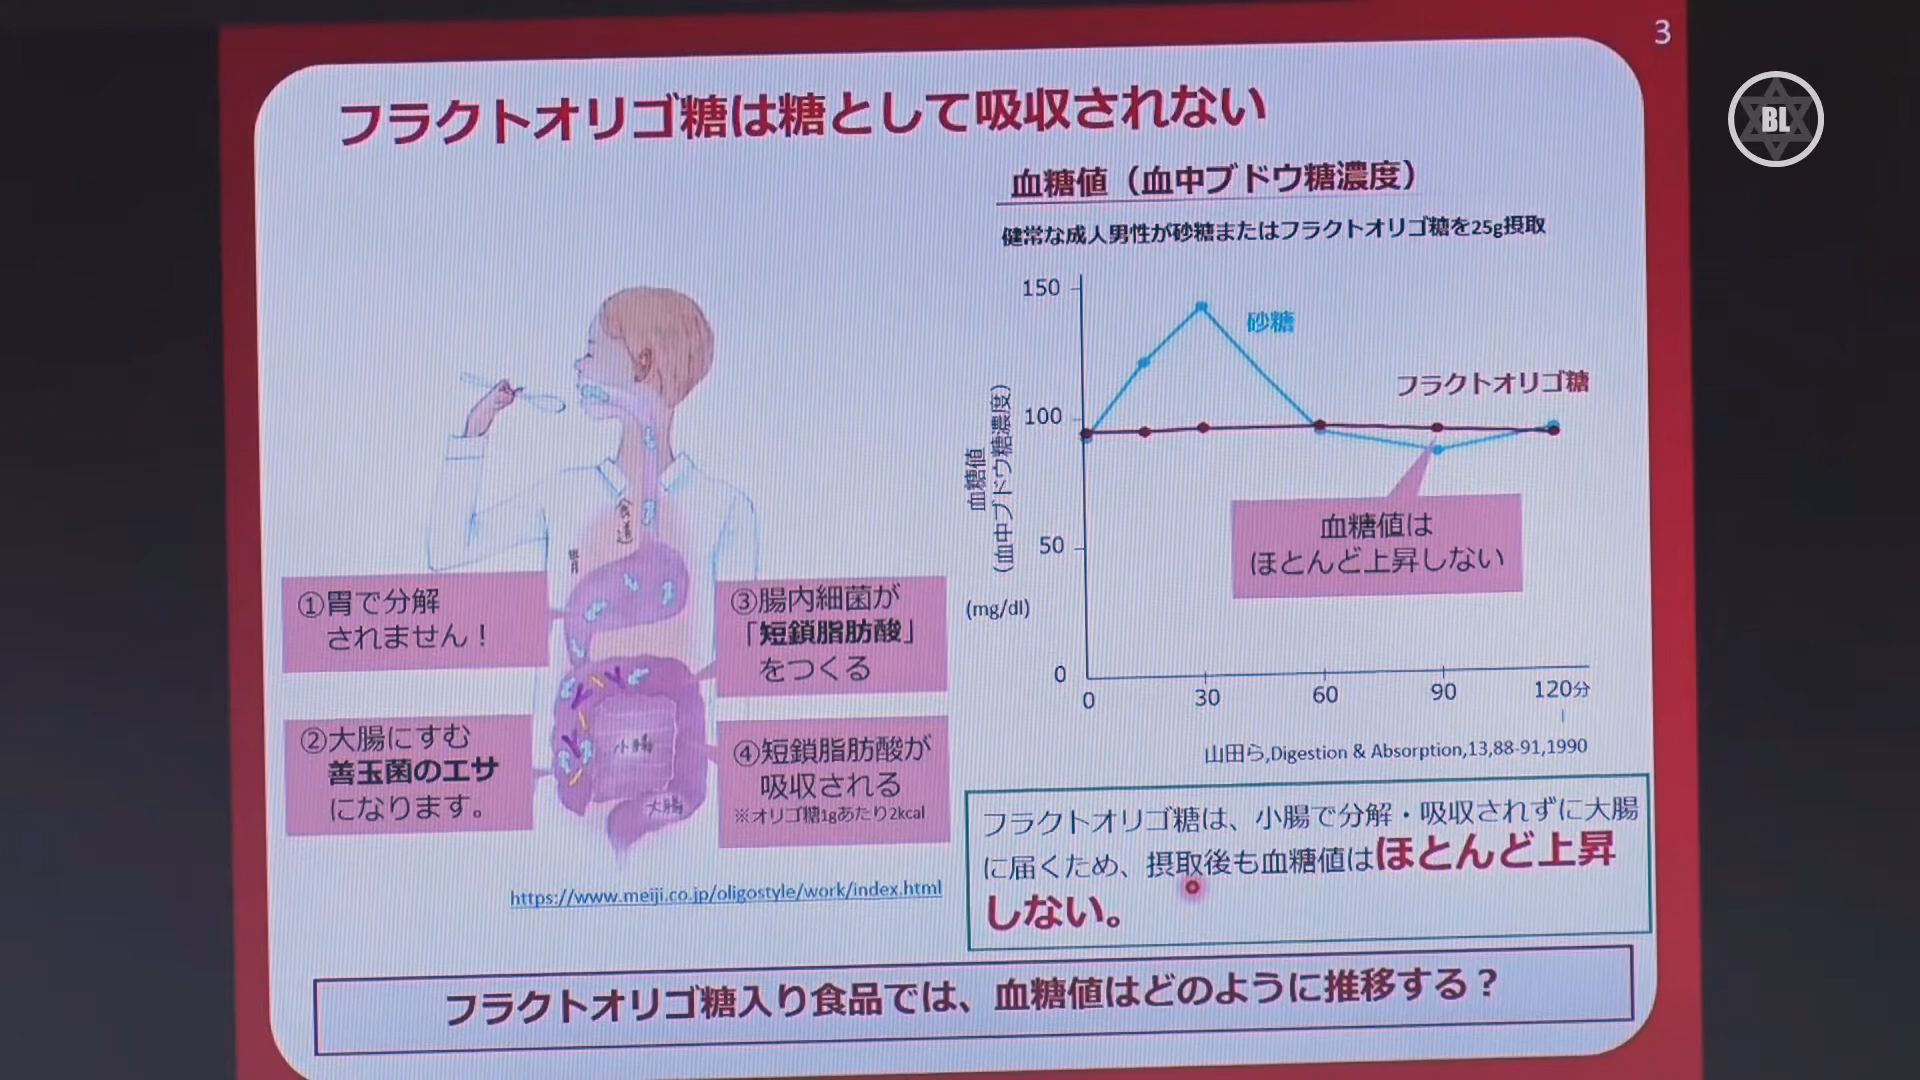 3
BL
フラクトオリゴ糖は糖として吸収されない
血糖値（血中ブドウ糖濃度）
健常な成人男性が砂糖またはフラクトオリゴ糖を25g摂取
150
100
50
0
血糖値
（血中ブドウ糖濃度）
(mg/dl)
砂糖
フラクトオリゴ糖
血糖値は
ほとんど上昇しない
0
30
60
90
120分
山田ら,Digestion & Absorption,13,88-91,1990
食道
胃
小腸
大腸
①胃で分解
されません！
②大腸にすむ
善玉菌のエサ
になります。
③腸内細菌が
「短鎖脂肪酸」
をつくる
④短鎖脂肪酸が
吸収される
※オリゴ糖1gあたり2kcal
https://www.meiji.co.jp/oligostyle/work/index.html
フラクトオリゴ糖は、小腸で分解・吸収されずに大腸
に届くため、摂取後も血糖値はほとんど上昇
しない。
フラクトオリゴ糖入り食品では、血糖値はどのように推移する？